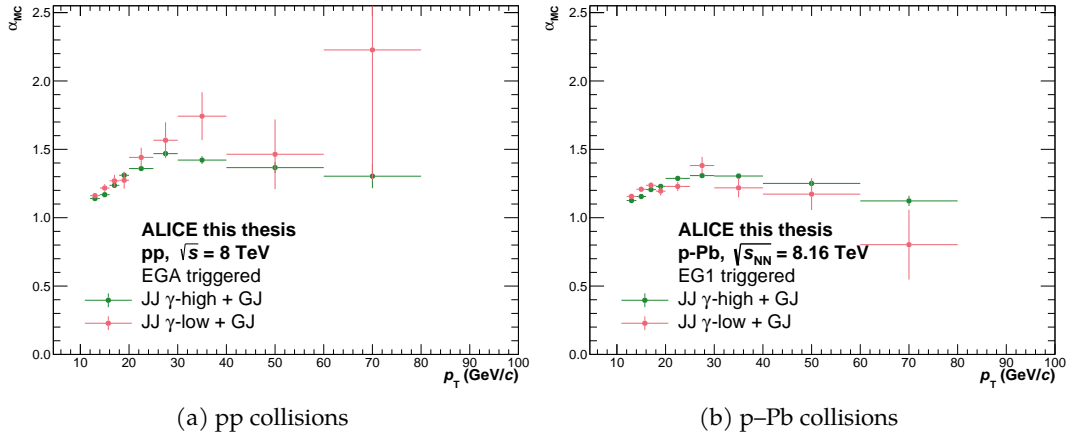 α_MC
2.5
2.0
1.5
1.0
0.5
0.0
ALICE this thesis
pp, √s = 8 TeV
EGA triggered
JJ γ-high + GJ
JJ γ-low + GJ
10 20 30 40 50 60 70 80 90 100
p_T (GeV/c)
(a) pp collisions
α_MC
2.5
2.0
1.5
1.0
0.5
0.0
ALICE this thesis
p-Pb, √s_NN = 8.16 TeV
EG1 triggered
JJ γ-high + GJ
JJ γ-low + GJ
10 20 30 40 50 60 70 80 90 100
p_T (GeV/c)
(b) p–Pb collisions